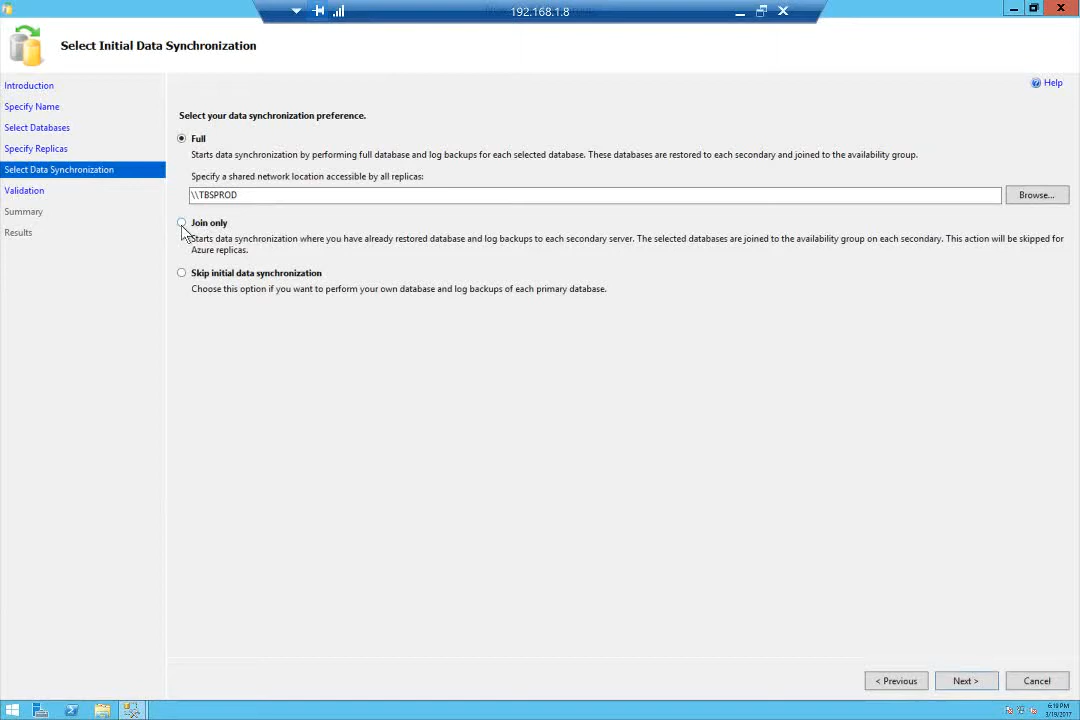 192.168.1.8
Select Initial Data Synchronization
Introduction
Specify Name
Select Databases
Specify Replicas
Select Data Synchronization
Validation
Summary
Results
Help
Select your data synchronization preference.
Full
Starts data synchronization by performing full database and log backups for each selected database. These databases are restored to each secondary and joined to the availability group.
Specify a shared network location accessible by all replicas:
\\TBSPROD
Browse...
Join only
Starts data synchronization where you have already restored database and log backups to each secondary server. The selected databases are joined to the availability group on each secondary. This action will be skipped for
Azure replicas.
Skip initial data synchronization
Choose this option if you want to perform your own database and log backups of each primary database.
< Previous
Next >
Cancel
6:19 PM
3/19/2017